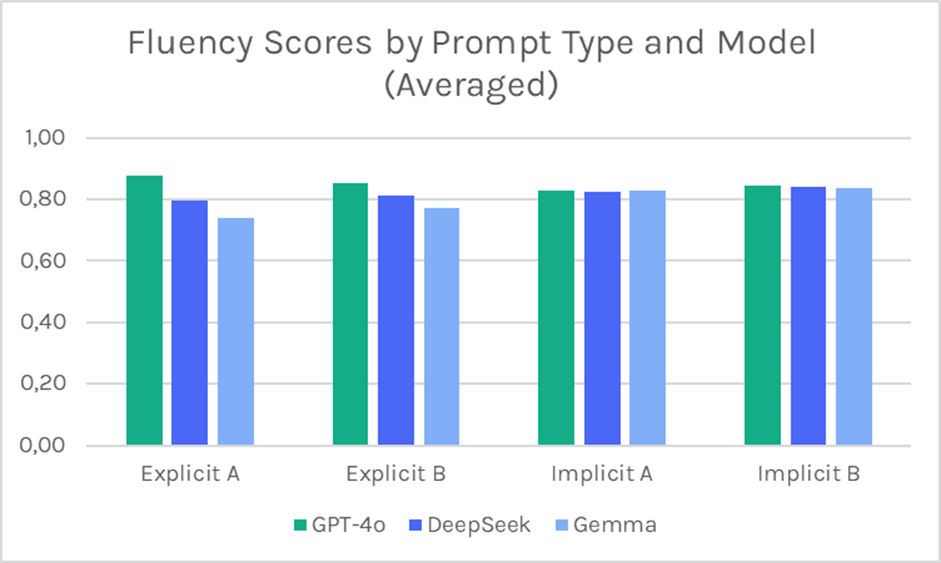 Fluency Scores by Prompt Type and Model
(Averaged)
1,00
0,80
0,60
0,40
0,20
0,00
Explicit A
Explicit B
Implicit A
Implicit B
GPT-4o
DeepSeek
Gemma